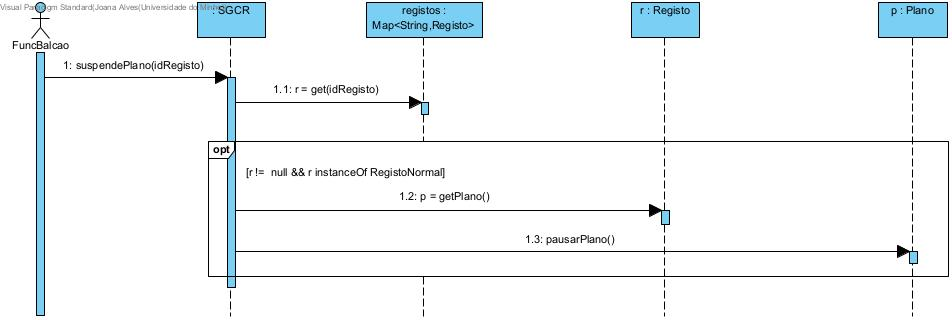 Visual Paradigm Standard(Joana Alves(Universidade do Minho))
: SGCR
registos :
Map<String,Registo>
r : Registo
p : Plano
FuncBalcao
1: suspendePlano(idRegisto)
1.1: r = get(idRegisto)
opt
[r != null && r instanceOf RegistoNormal]
1.2: p = getPlano()
1.3: pausarPlano()